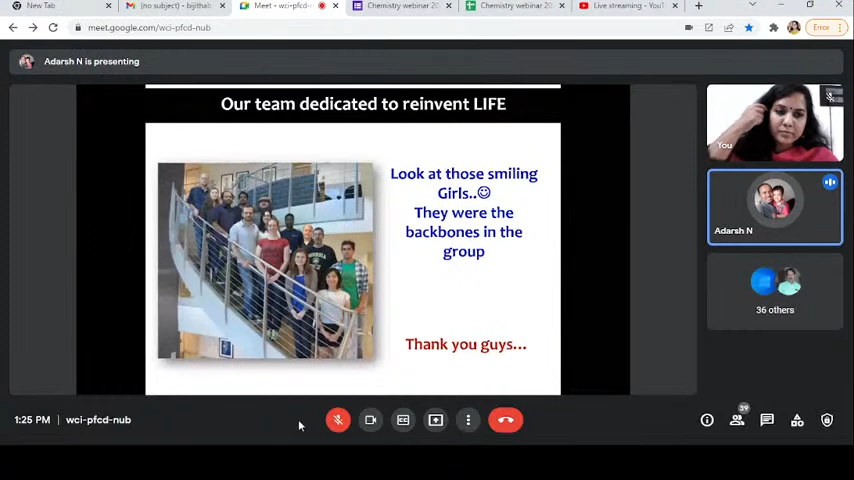 New Tab
(no subject) - bijithal
Meet - wci-pfcd-n
Chemistry webinar 20
Chemistry webinar 20
Live streaming - YouT
meet.google.com/wci-pfcd-nub
Error
Adarsh N is presenting
Our team dedicated to reinvent LIFE
Look at those smiling
Girls..☺
They were the
backbones in the
group
Thank you guys...
You
Adarsh N
36 others
1:25 PM | wci-pfcd-nub
39